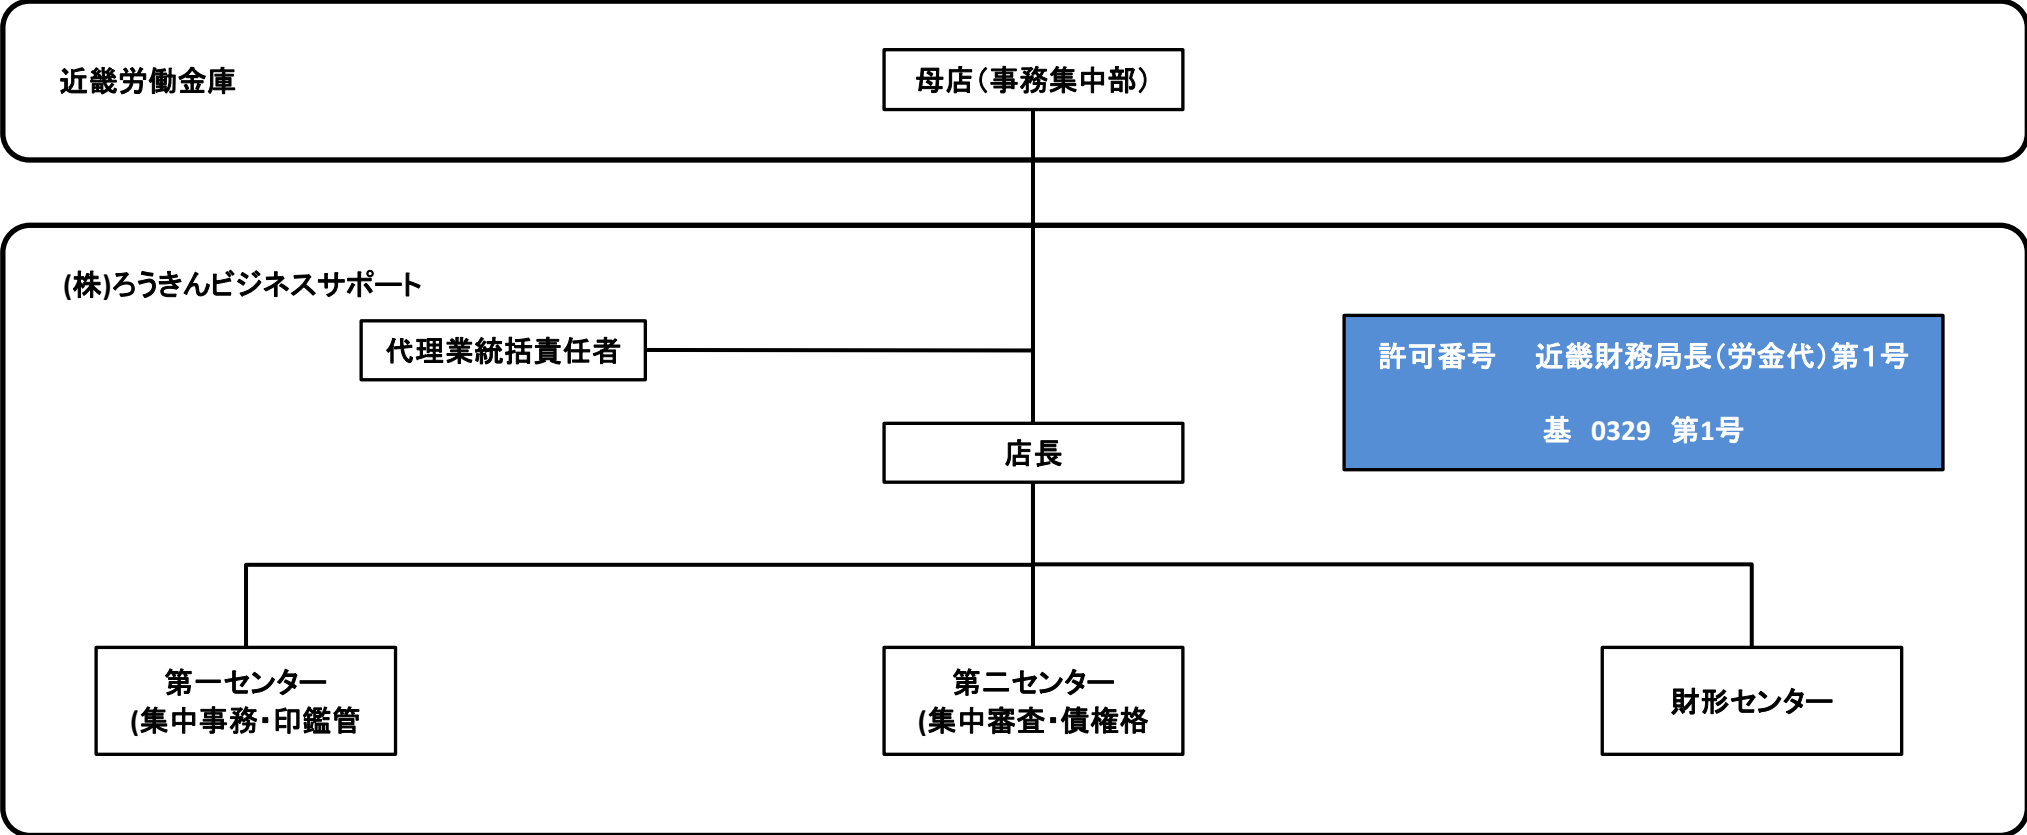 近畿労働金庫
母店（事務集中部）
(株)ろうきんビジネスサポート
代理業統括責任者
許可番号　近畿財務局長（労金代）第１号
基 0329 第1号
店長
第一センター
(集中事務・印鑑管
第二センター
(集中審査・債権格
財形センター